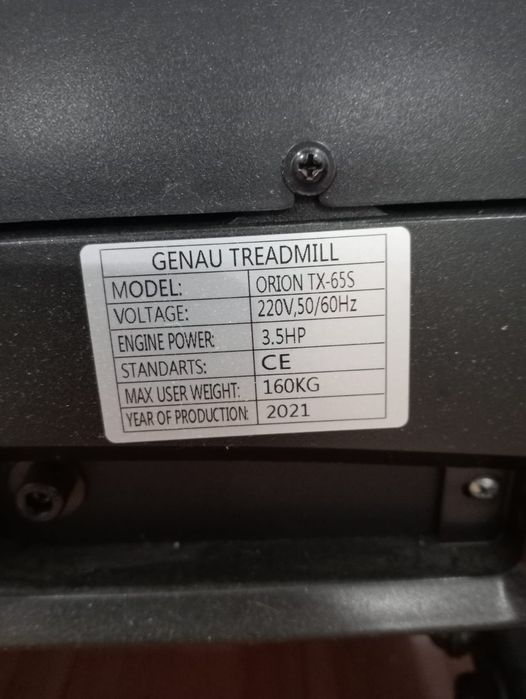 GENAU TREADMILL
MODEL: ORION TX-65S
VOLTAGE: 220V,50/60Hz
ENGINE POWER: 3.5HP
STANDARTS: CE
MAX USER WEIGHT: 160KG
YEAR OF PRODUCTION: 2021